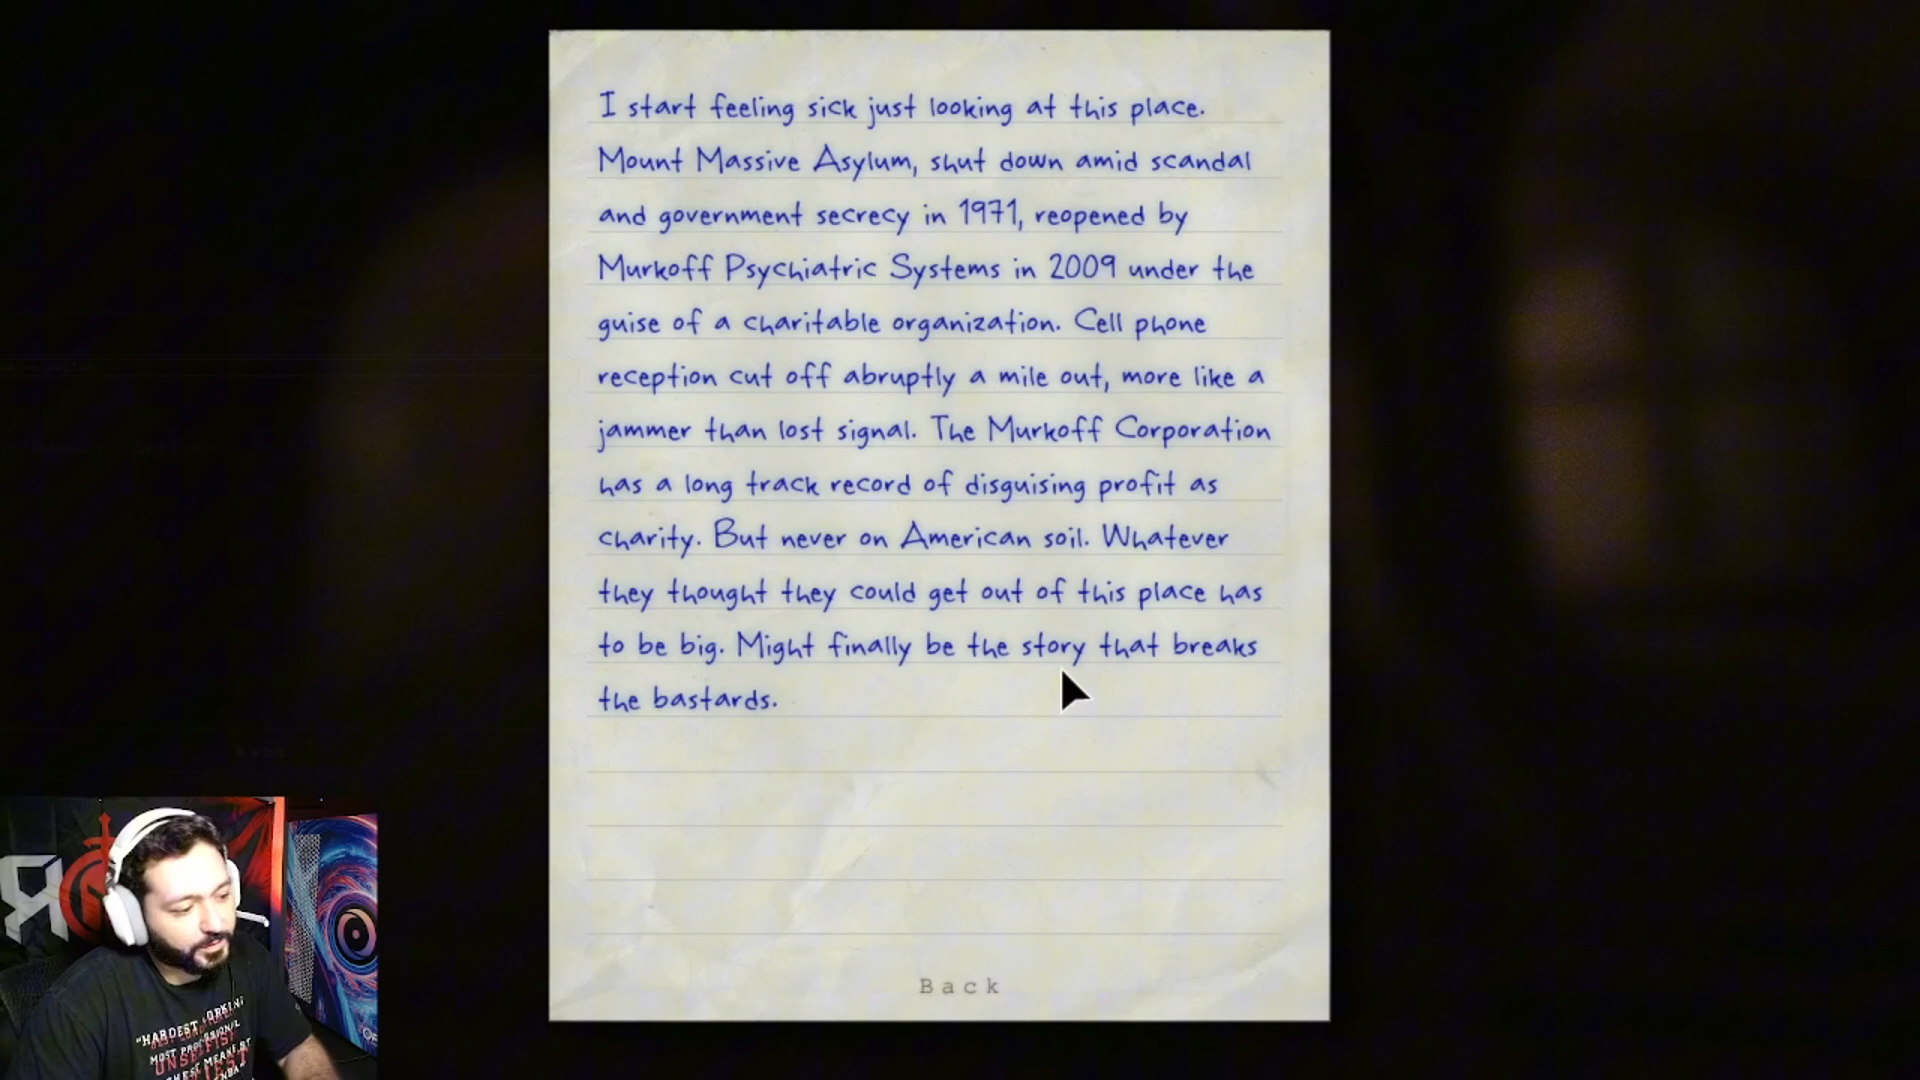 I start feeling sick just looking at this place.
Mount Massive Asylum, shut down amid scandal
and government secrecy in 1971, reopened by
Murkoff Psychiatric Systems in 2009 under the
guise of a charitable organization. Cell phone
reception cut off abruptly a mile out, more like a
jammer than lost signal. The Murkoff Corporation
has a long track record of disguising profit as
charity. But never on American soil. Whatever
they thought they could get out of this place has
to be big. Might finally be the story that breaks
the bastards.
Back
"HARDEST
MOST